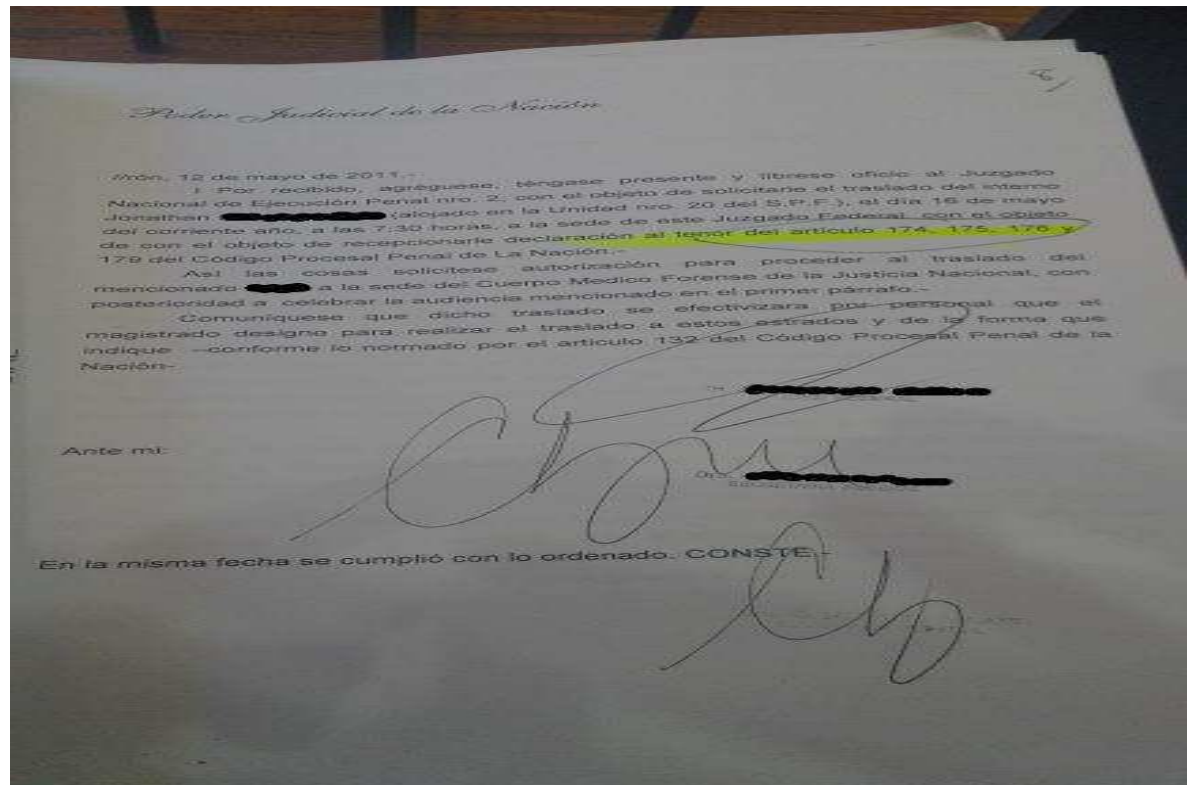 Poder Judicial de la Nación
//rón, 12 de mayo de 2011.-
I Por recibido, agréguese, téngase presente y líbrese oficio al Juzgado
Nacional de Ejecución Penal nro. 2, con el objeto de solicitarle el traslado del interno
Jonathan (alojado en la Unidad nro. 20 del S.P.F.), el día 16 de mayo
del corriente año, a las 7:30 horas, a la sede de este Juzgado Federal, con el objeto
de con el objeto de recepcionarle declaración al tenor del artículo 174, 175, 176 y
179 del Código Procesal Penal de La Nación.-
Así las cosas solicítese autorización para proceder al traslado del
mencionado a la sede del Cuerpo Medico Forense de la Justicia Nacional, con
posterioridad a celebrar la audiencia mencionado en el primer párrafo.-
Comuníquese que dicho traslado se efectivizara por personal que el
magistrado designo para realizar el traslado a estos estrados y de la forma que
indique --conforme lo normado por el artículo 132 del Código Procesal Penal de la
Nación-
Ante mi:
En la misma fecha se cumplió con lo ordenado. CONSTE.-